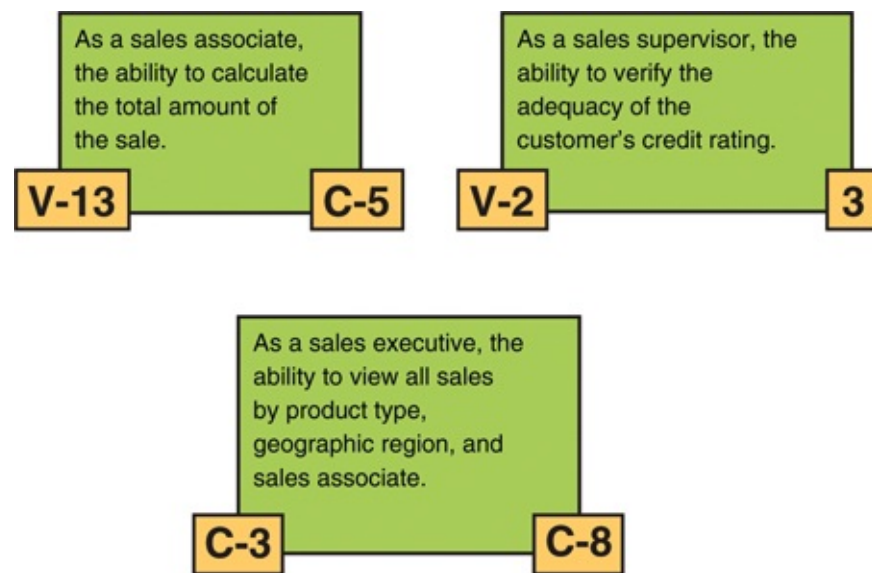 As a sales associate,
the ability to calculate
the total amount of
the sale.
V-13
C-5
As a sales supervisor, the
ability to verify the
adequacy of the
customer’s credit rating.
V-2
3
As a sales executive, the
ability to view all sales
by product type,
geographic region, and
sales associate.
C-3
C-8